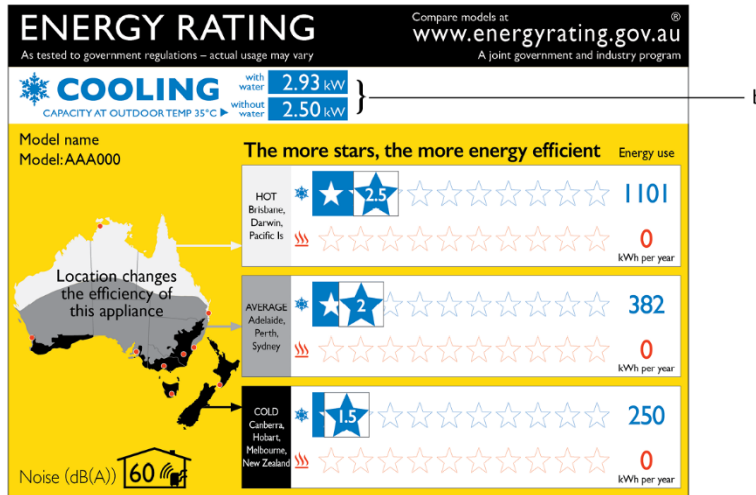 ENERGY RATING
As tested to government regulations – actual usage may vary
Compare models at ®
www.energyrating.gov.au
A joint government and industry program
COOLING
CAPACITY AT OUTDOOR TEMP 35°C
with water 2.93 kW
without water 2.50 kW
Model name
Model: AAA000
The more stars, the more energy efficient Energy use
HOT
Brisbane,
Darwin,
Pacific Is
2.5
1101
0
kWh per year
Location changes
the efficiency of
this appliance
AVERAGE
Adelaide,
Perth,
Sydney
2
382
0
kWh per year
COLD
Canberra,
Hobart,
Melbourne,
New Zealand
1.5
250
0
kWh per year
Noise (dB(A)) 60